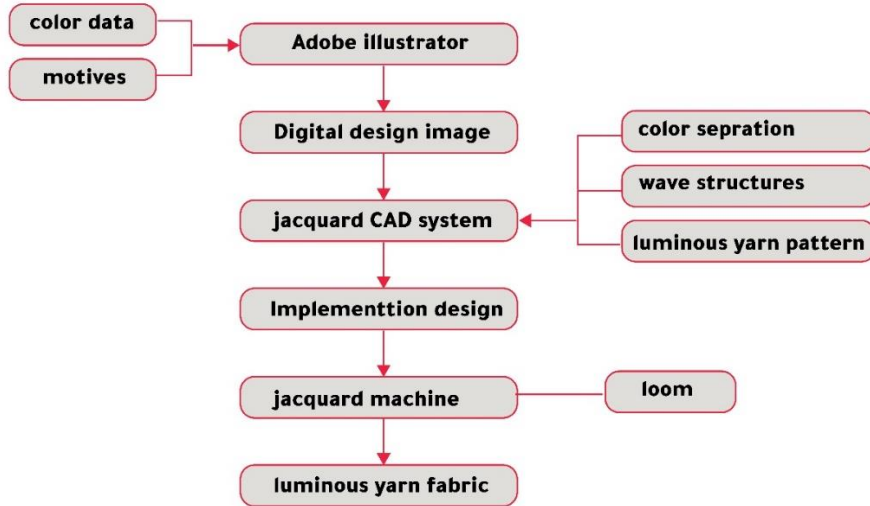 color data
motives
Adobe illustrator
Digital design image
color sepration
wave structures
luminous yarn pattern
jacquard CAD system
Implementtion design
jacquard machine
loom
luminous yarn fabric